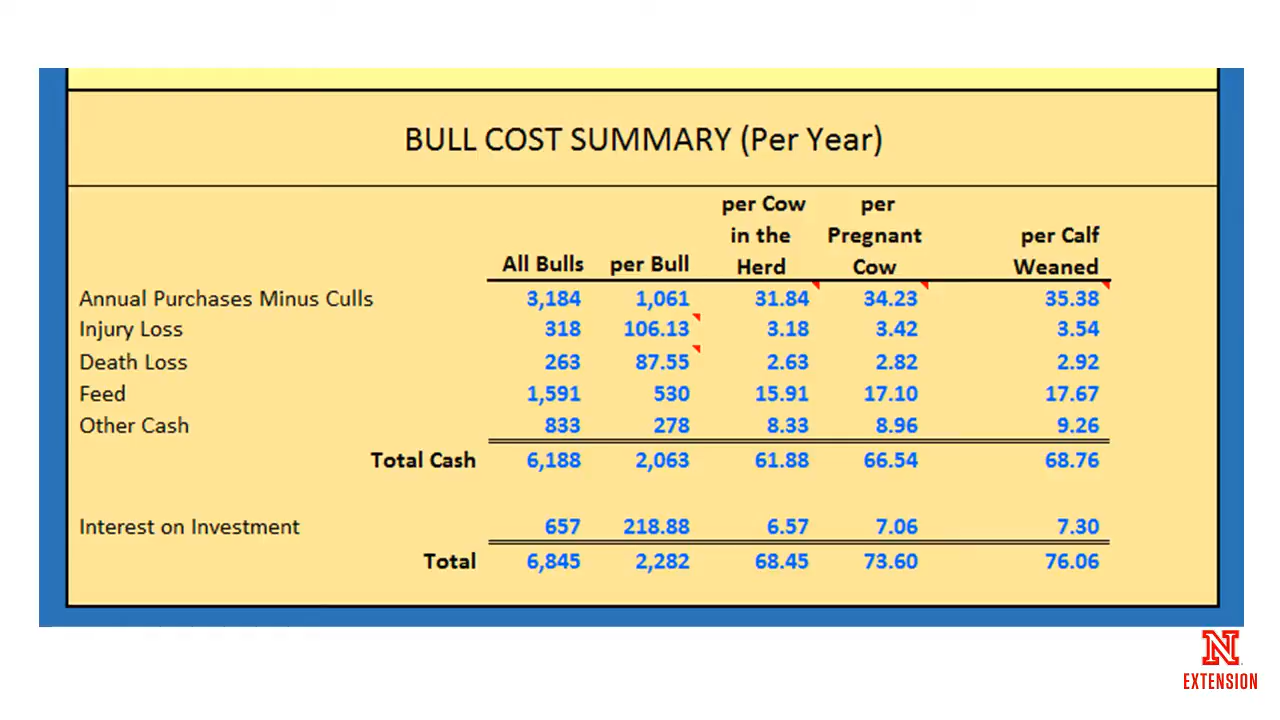 BULL COST SUMMARY (Per Year)
All Bulls per Bull per Cow in the Herd per Pregnant Cow per Calf Weaned
Annual Purchases Minus Culls 3,184 1,061 31.84 34.23 35.38
Injury Loss 318 106.13 3.18 3.42 3.54
Death Loss 263 87.55 2.63 2.82 2.92
Feed 1,591 530 15.91 17.10 17.67
Other Cash 833 278 8.33 8.96 9.26
Total Cash 6,188 2,063 61.88 66.54 68.76
Interest on Investment 657 218.88 6.57 7.06 7.30
Total 6,845 2,282 68.45 73.60 76.06
N
EXTENSION